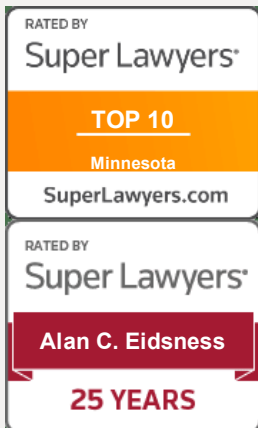 RATED BY
Super Lawyers®
TOP 10
Minnesota
SuperLawyers.com
RATED BY
Super Lawyers®
Alan C. Eidsness
25 YEARS